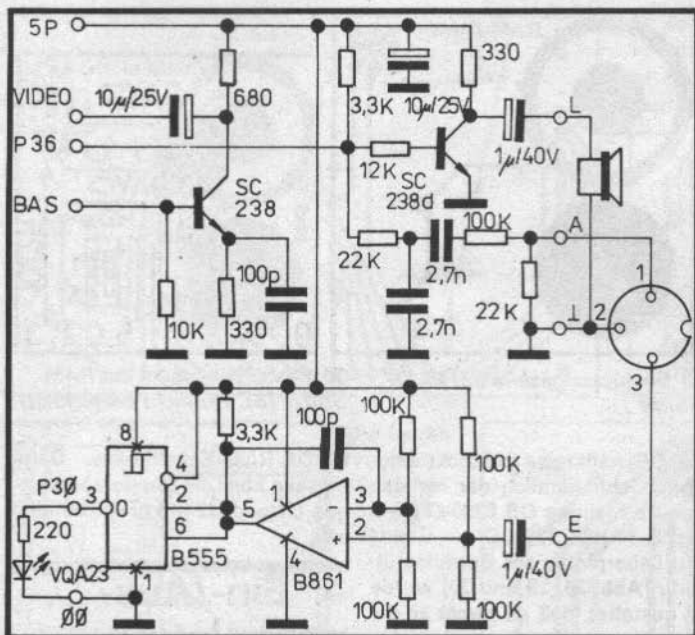 5P
680
10µ/25V
VIDEO
3,3K
10µ/25V
330
L
1µ/40V
P36
12K
SC
238
SC
238d
BAS
100K
A
100p
22K
2,7n
2,7n
22K
10K
330
⊥
1
2
3
100p
3,3K
100K
100K
8
4
2
6
P3Ø
3
O
220
VQA23
1
ØØ
B555
5
1
3
2
+
4
B861
E
1µ/40V
100K
100K